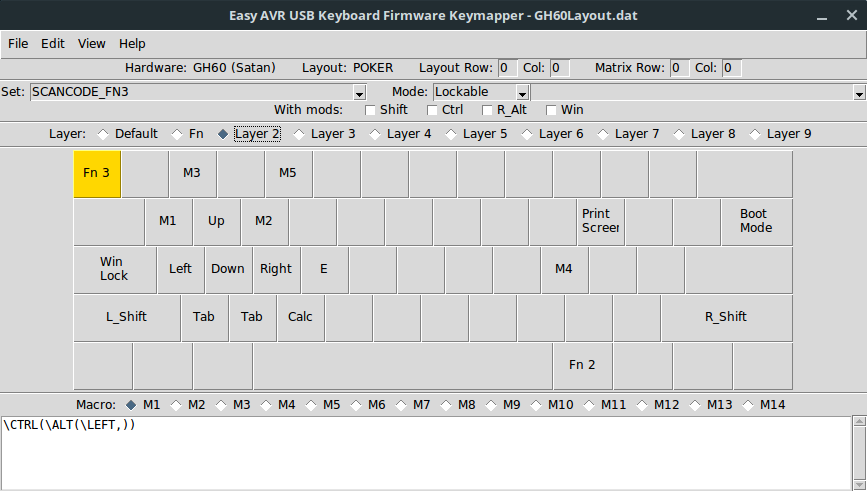 Easy AVR USB Keyboard Firmware Keymapper - GH60Layout.dat
File Edit View Help
Hardware: GH60 (Satan) Layout: POKER Layout Row: 0 Col: 0 Matrix Row: 0 Col: 0
Set: SCANCODE_FN3 Mode: Lockable
With mods: Shift Ctrl R_Alt Win
Layer: Default Fn Layer 2 Layer 3 Layer 4 Layer 5 Layer 6 Layer 7 Layer 8 Layer 9
Fn 3 M3 M5
M1 Up M2 Print Screen Boot Mode
Win Lock Left Down Right E M4
L_Shift Tab Tab Calc R_Shift
Fn 2
Macro: M1 M2 M3 M4 M5 M6 M7 M8 M9 M10 M11 M12 M13 M14
\CTRL(\ALT(\LEFT,))